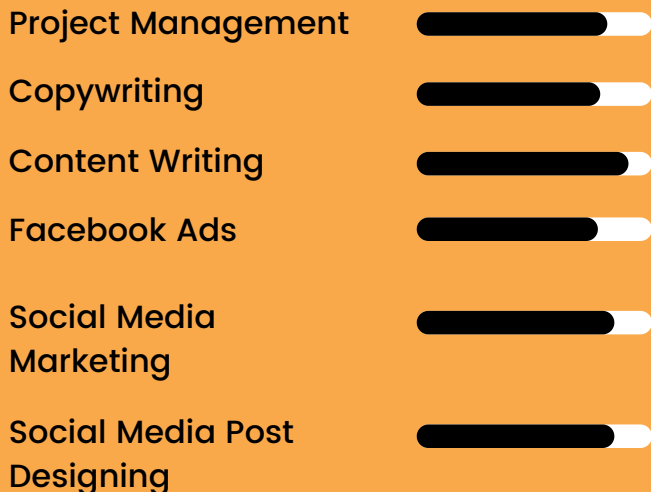 Project Management
Copywriting
Content Writing
Facebook Ads
Social Media
Marketing
Social Media Post
Designing